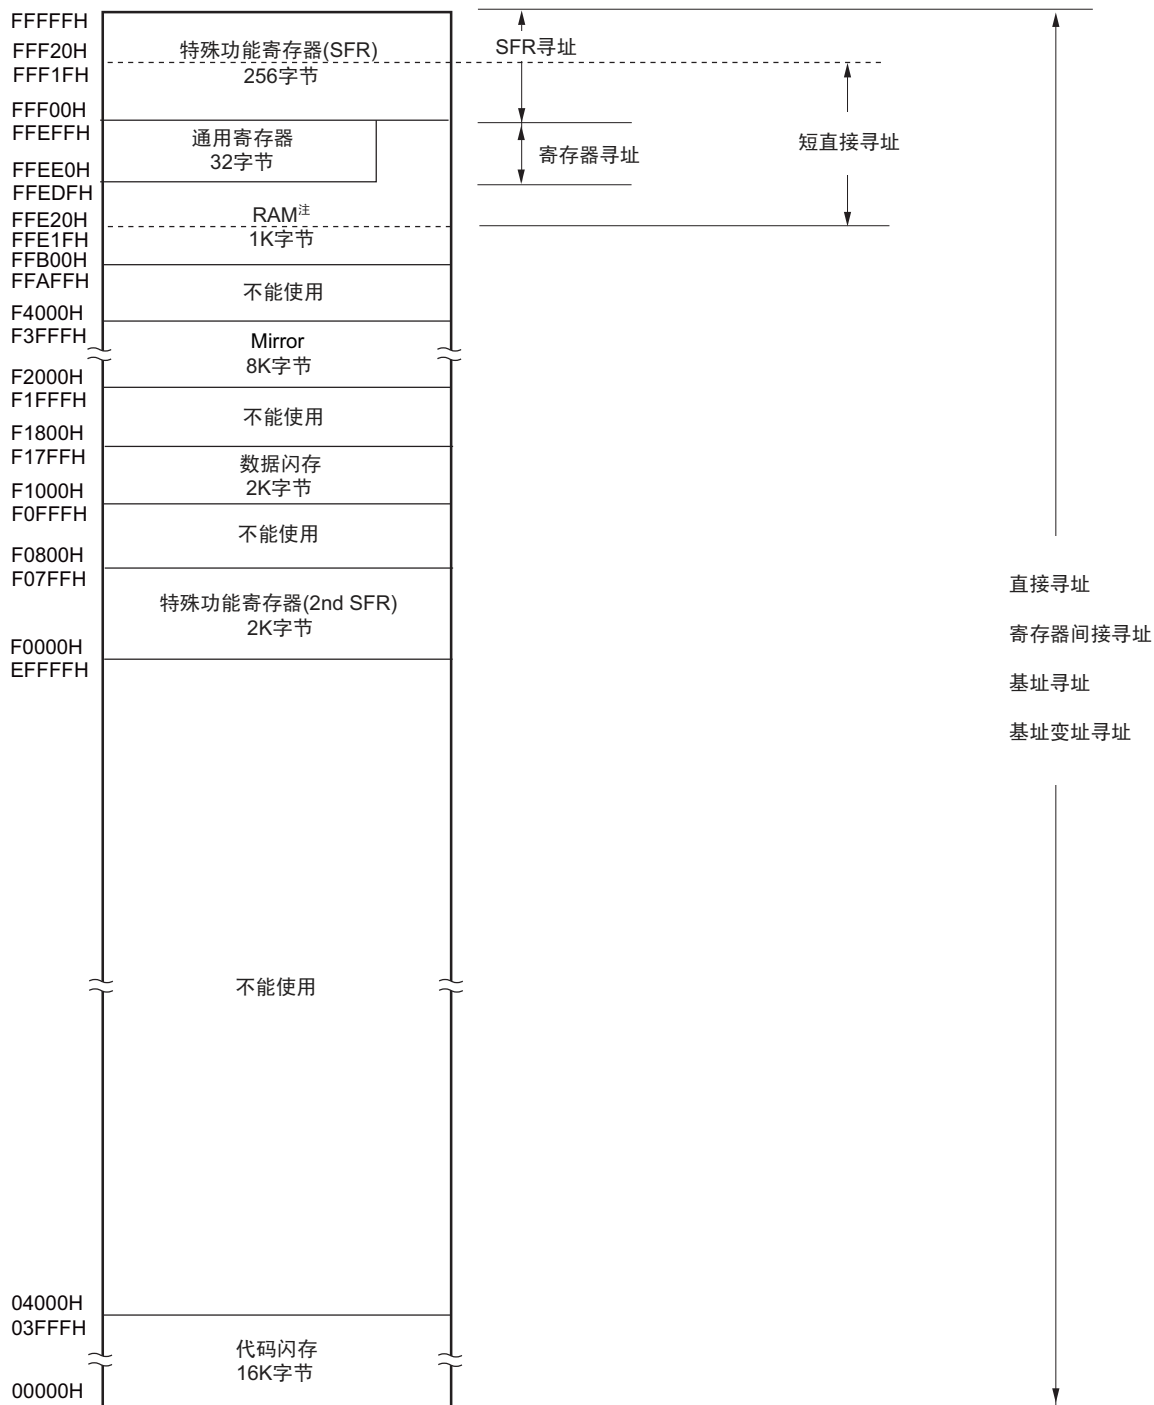 FFFFFH
FFF20H
FFF1FH
FFF00H
FFEFFH
FFEE0H
FFEDFH
FFE20H
FFE1FH
FFB00H
FFAFFH
F4000H
F3FFFH
F2000H
F1FFFH
F1800H
F17FFH
F1000H
F0FFFH
F0800H
F07FFH
F0000H
EFFFFH
04000H
03FFFH
00000H
特殊功能寄存器(SFR)
256字节
通用寄存器
32字节
RAM注
1K字节
不能使用
Mirror
8K字节
不能使用
数据闪存
2K字节
不能使用
特殊功能寄存器(2nd SFR)
2K字节
不能使用
代码闪存
16K字节
SFR寻址
寄存器寻址
短直接寻址
直接寻址
寄存器间接寻址
基址寻址
基址变址寻址